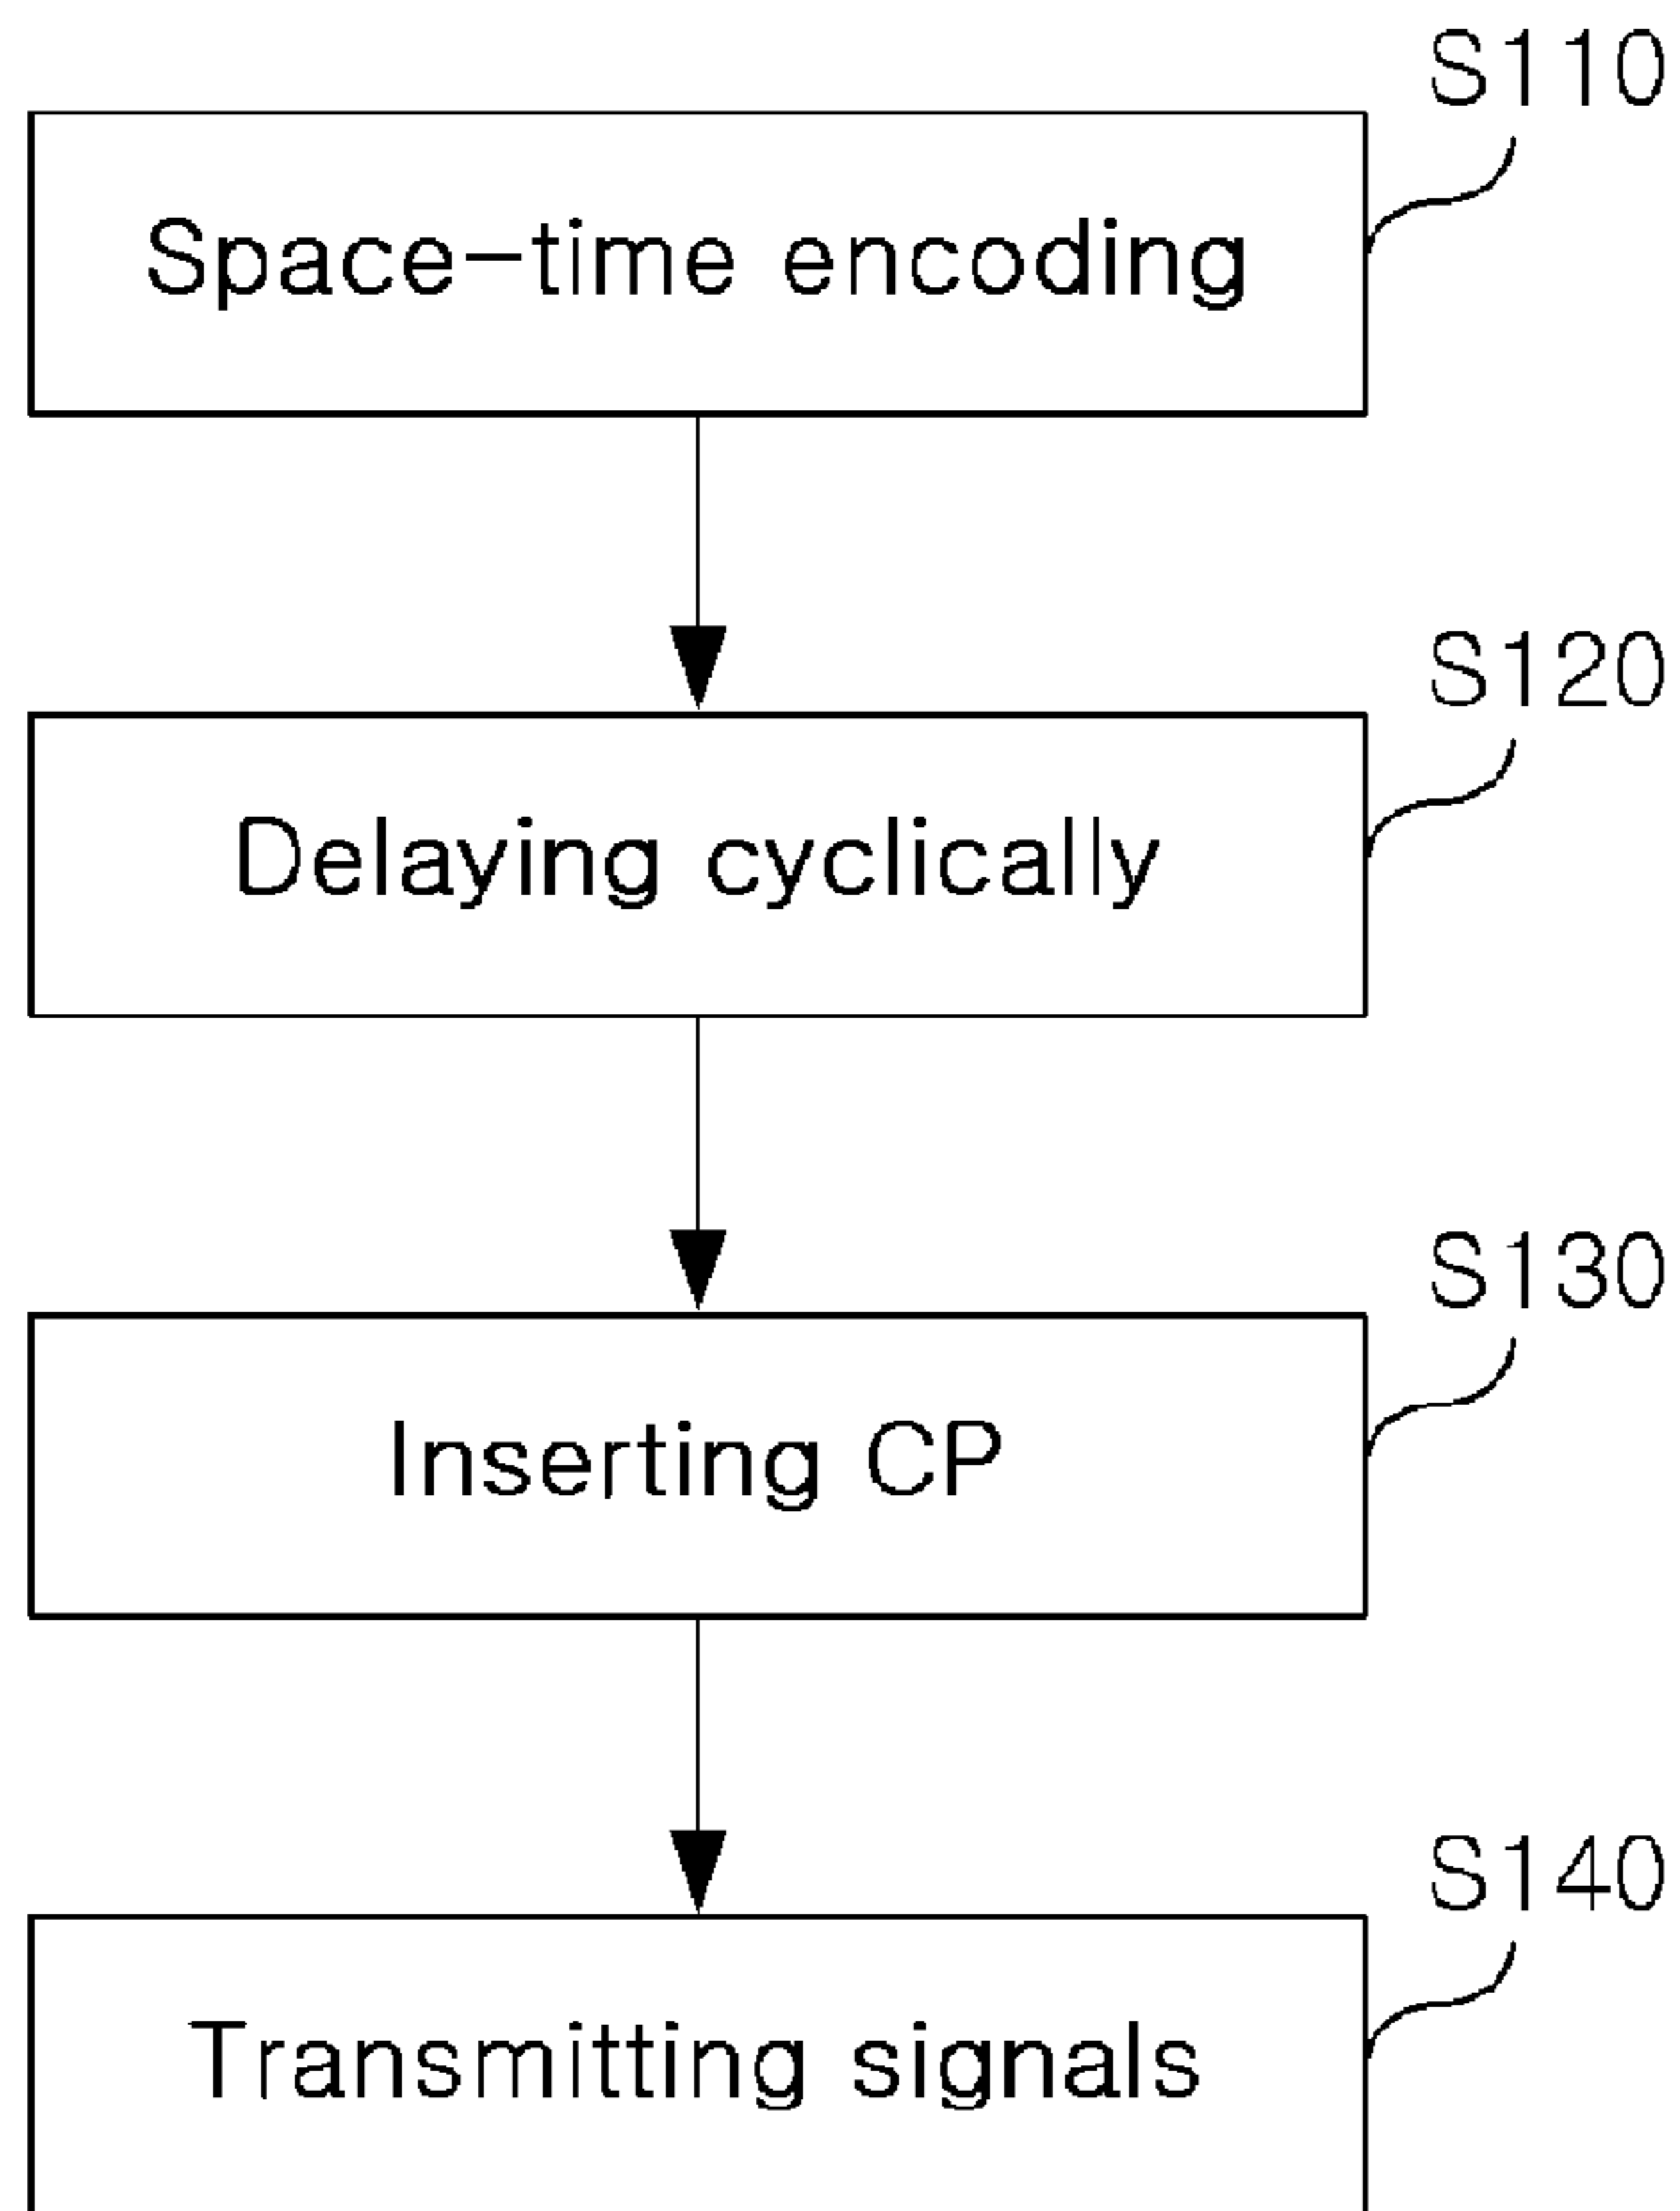 S110
Space-time encoding
S120
Delaying cyclically
S130
Inserting CP
S140
Transmitting signals